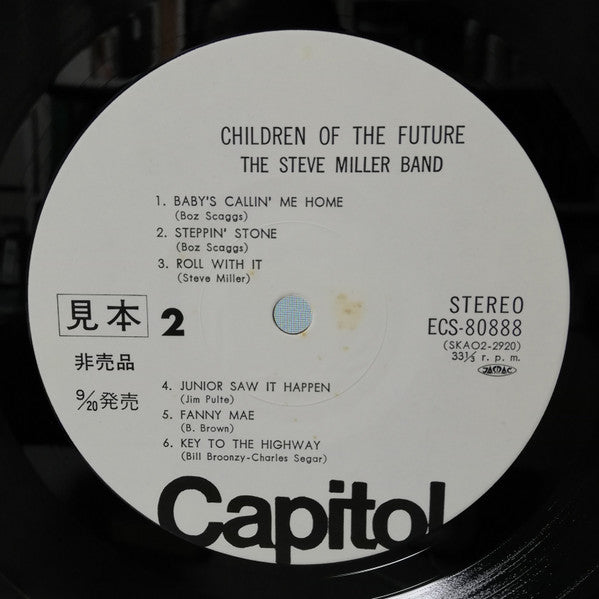 CHILDREN OF THE FUTURE
THE STEVE MILLER BAND
1. BABY'S CALLIN' ME HOME
(Boz Scaggs)
2. STEPPIN' STONE
(Boz Scaggs)
3. ROLL WITH IT
(Steve Miller)
見本 2
非売品
9/20発売
STEREO
ECS-80888
(SKAO2-2920)
33⅓ r. p. m.
JASRAC
4. JUNIOR SAW IT HAPPEN
(Jim Pulte)
5. FANNY MAE
(B. Brown)
6. KEY TO THE HIGHWAY
(Bill Broonzy-Charles Segar)
Capitol